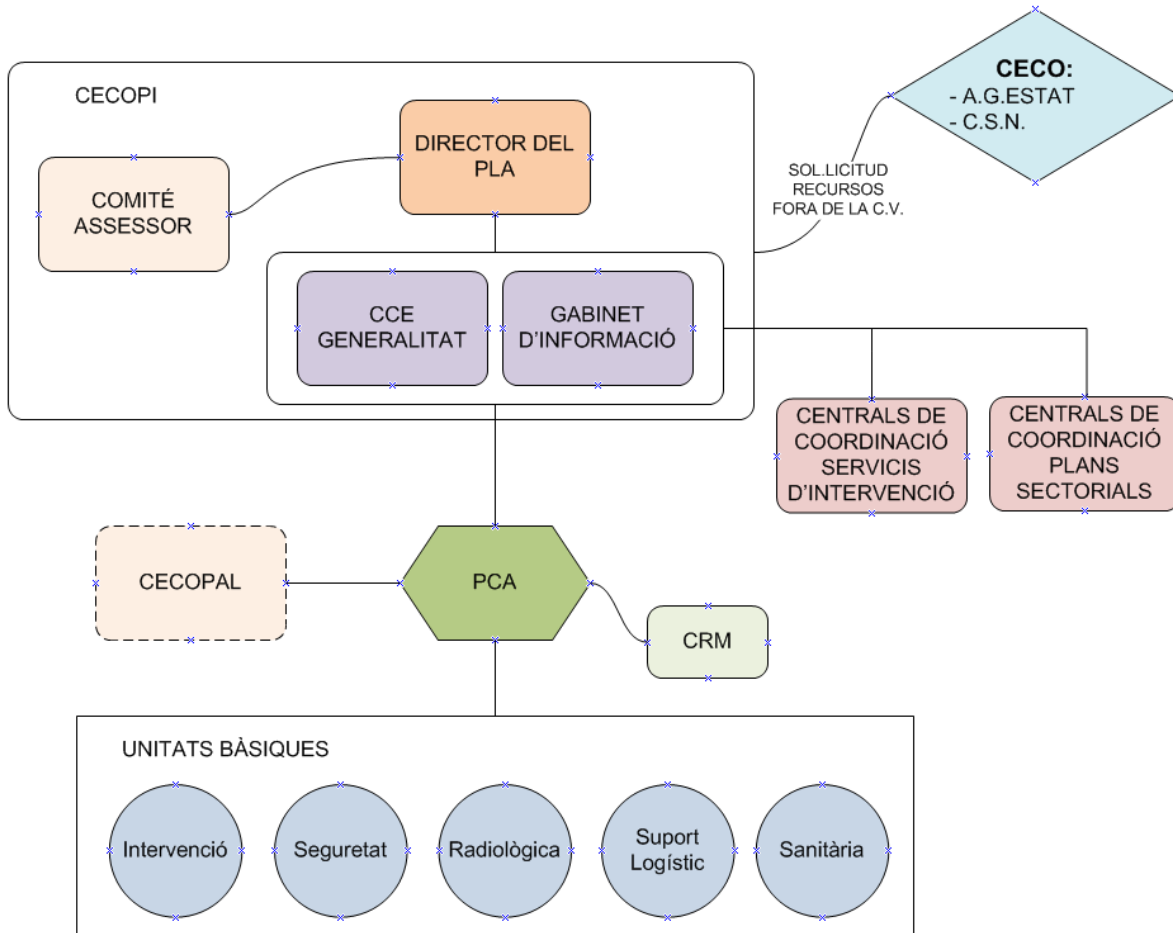 CECOPI
DIRECTOR DEL
PLA
COMITÉ
ASSESSOR
CECO:
- A.G.ESTAT
- C.S.N.
SOL.LICITUD
RECURSOS
FORA DE LA C.V.
CCE
GENERALITAT
GABINET
D'INFORMACIÓ
CENTRALS DE
COORDINACIÓ
SERVICIS
D'INTERVENCIÓ
CENTRALS DE
COORDINACIÓ
PLANS
SECTORIALS
CECOPAL
PCA
CRM
UNITATS BÀSIQUES
Intervenció
Seguretat
Radiològica
Suport
Logístic
Sanitària